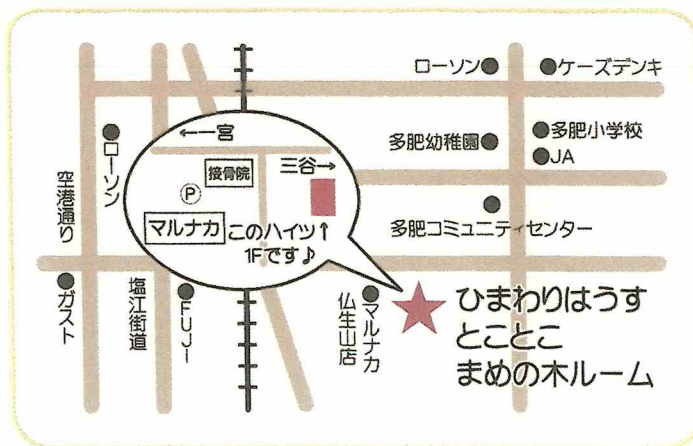 ローソン
ケーズデンキ
←一宮
ローソン
多肥幼稚園
多肥小学校
JA
接骨院
三谷→
P
空港通り
マルナカ
このハイツ↑
1Fです♪
多肥コミュニティセンター
ガスト
塩江街道
FUJI
マルナカ
仏生山店
ひまわりはうす
とことこ
まめの木ルーム